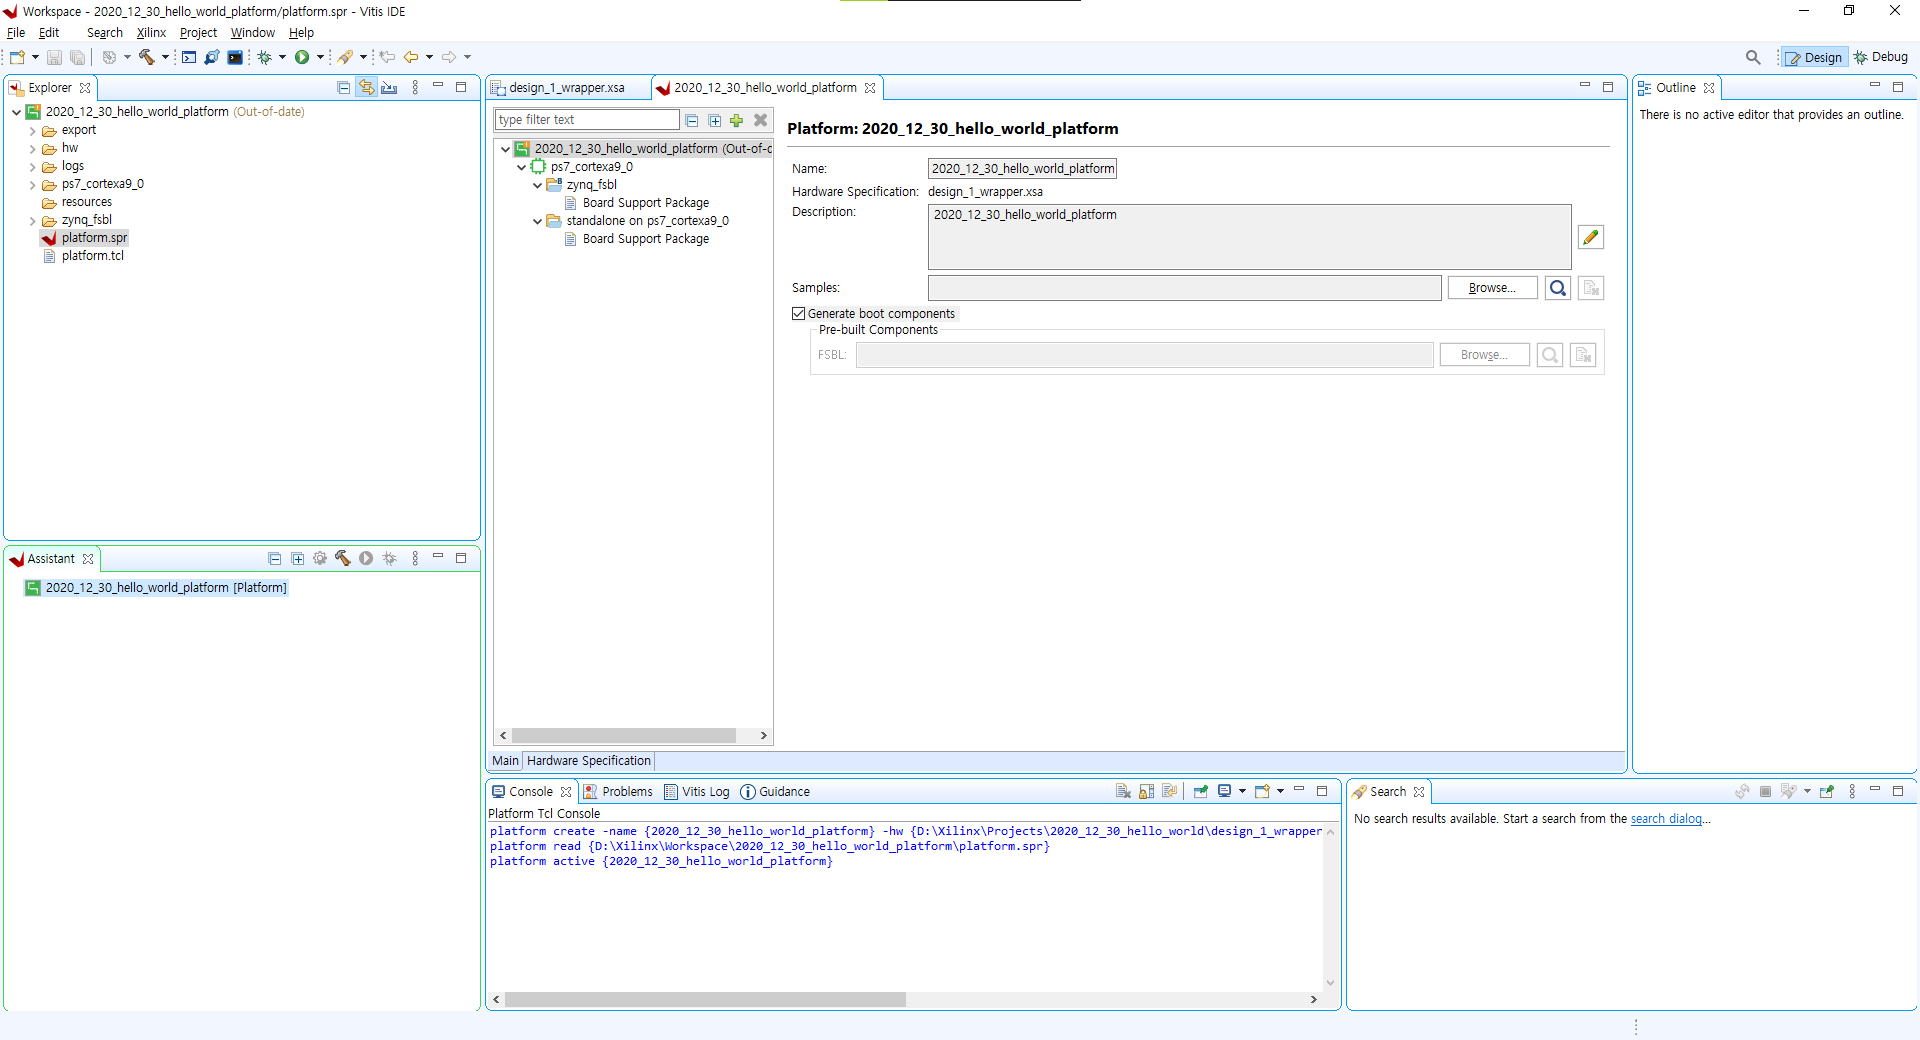 Workspace - 2020_12_30_hello_world_platform/platform.spr - Vitis IDE
File Edit Search Xilinx Project Window Help
Design Debug
Explorer
2020_12_30_hello_world_platform (Out-of-date)
export
hw
logs
ps7_cortexa9_0
resources
zynq_fsbl
platform.spr
platform.tcl
Assistant
2020_12_30_hello_world_platform [Platform]
design_1_wrapper.xsa
2020_12_30_hello_world_platform
type filter text
2020_12_30_hello_world_platform (Out-of-c
ps7_cortexa9_0
zynq_fsbl
Board Support Package
standalone on ps7_cortexa9_0
Board Support Package
Platform: 2020_12_30_hello_world_platform
Name: 2020_12_30_hello_world_platform
Hardware Specification: design_1_wrapper.xsa
Description: 2020_12_30_hello_world_platform
Samples: Browse...
Generate boot components
Pre-built Components
FSBL: Browse...
Main Hardware Specification
Outline
There is no active editor that provides an outline.
Console Problems Vitis Log Guidance
Platform Tcl Console
platform create -name {2020_12_30_hello_world_platform} -hw {D:\Xilinx\Projects\2020_12_30_hello_world\design_1_wrapper
platform read {D:\Xilinx\Workspace\2020_12_30_hello_world_platform\platform.spr}
platform active {2020_12_30_hello_world_platform}
Search
No search results available. Start a search from the search dialog...